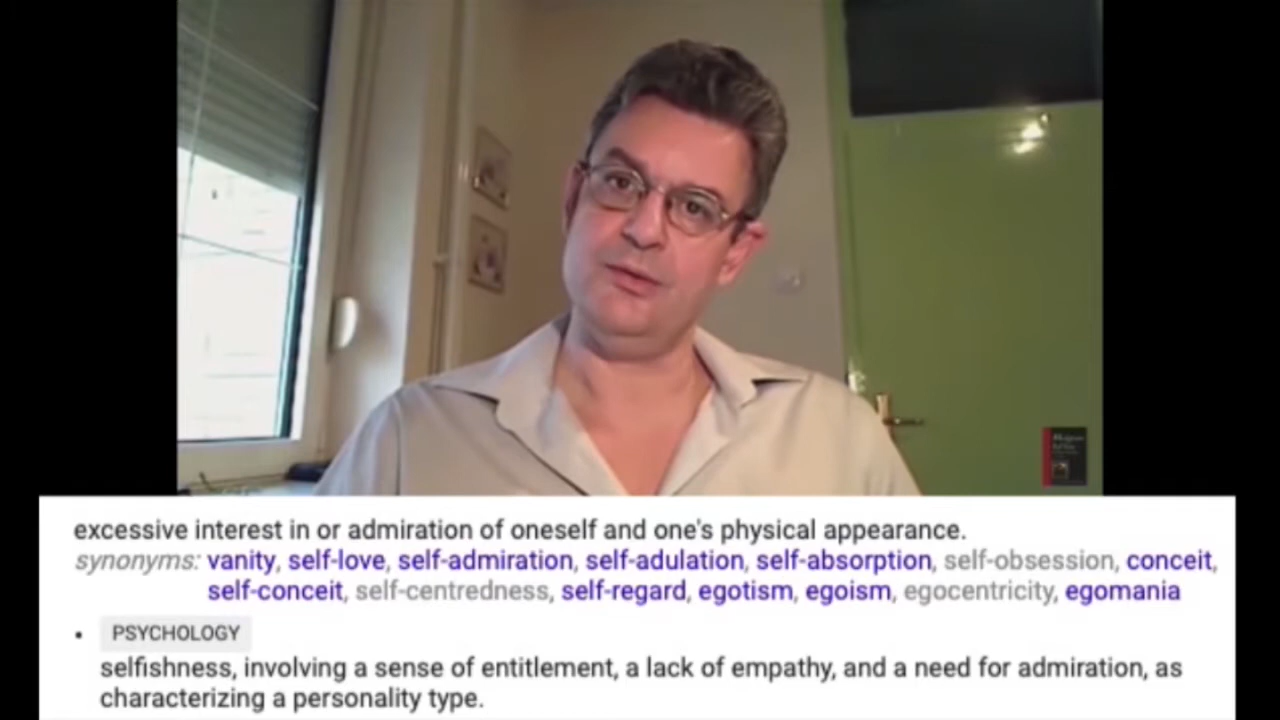 excessive interest in or admiration of oneself and one's physical appearance.
synonyms: vanity, self-love, self-admiration, self-adulation, self-absorption, self-obsession, conceit,
self-conceit, self-centredness, self-regard, egotism, egoism, egocentricity, egomania
• PSYCHOLOGY
selfishness, involving a sense of entitlement, a lack of empathy, and a need for admiration, as
characterizing a personality type.